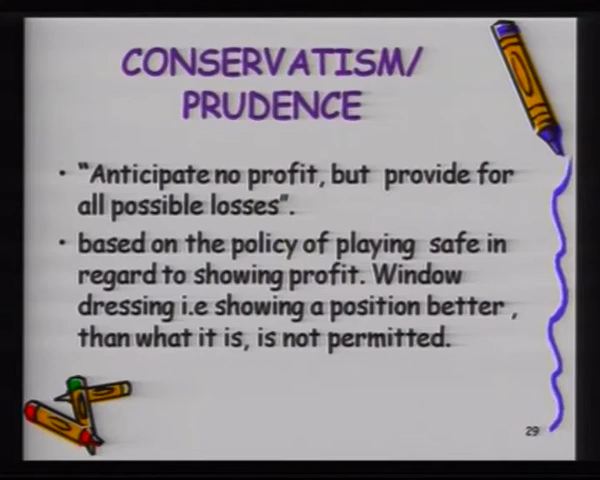 CONSERVATISM/
PRUDENCE
• "Anticipate no profit, but provide for
all possible losses".
• based on the policy of playing safe in
regard to showing profit. Window
dressing i.e showing a position better ,
than what it is, is not permitted.
29